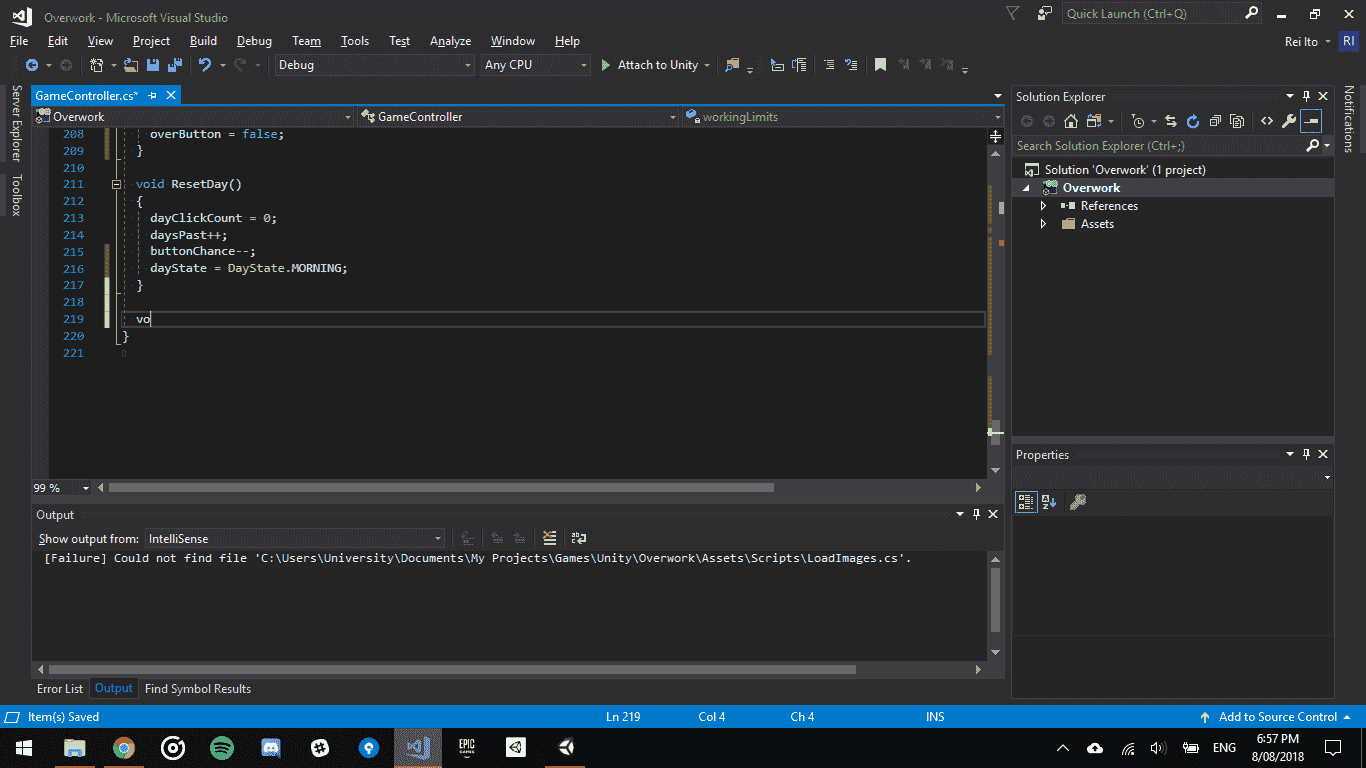 Overwork - Microsoft Visual Studio
Quick Launch (Ctrl+Q)
File Edit View Project Build Debug Team Tools Test Analyze Window Help
Rei Ito RI
Debug Any CPU Attach to Unity
Server Explorer
Toolbox
GameController.cs*
Overwork GameController workingLimits
208 overButton = false;
209 }
210
211 void ResetDay()
212 {
213 dayClickCount = 0;
214 daysPast++;
215 buttonChance--;
216 dayState = DayState.MORNING;
217 }
218
219 vo
220 }
221
99 %
Output
Show output from: IntelliSense
[Failure] Could not find file 'C:\Users\University\Documents\My Projects\Games\Unity\Overwork\Assets\Scripts\LoadImages.cs'.
Error List Output Find Symbol Results
Solution Explorer
Search Solution Explorer (Ctrl+;)
Solution 'Overwork' (1 project)
Overwork
References
Assets
Properties
Notifications
Item(s) Saved Ln 219 Col 4 Ch 4 INS Add to Source Control
EPIC
GAMES
ENG
6:57 PM
8/08/2018